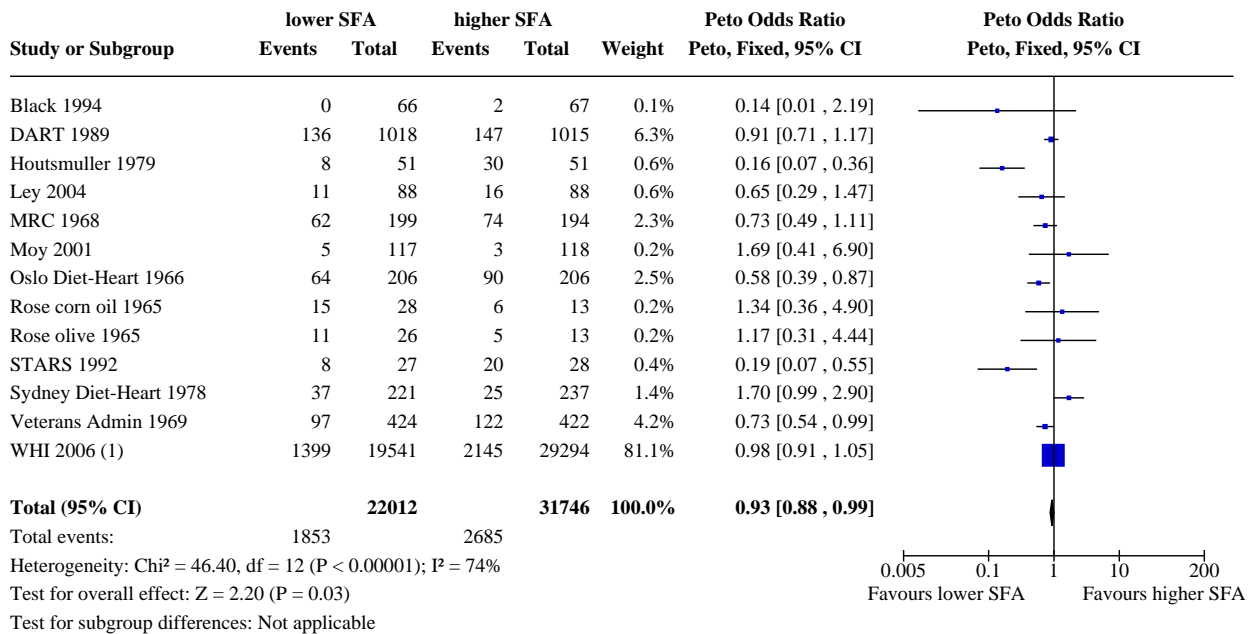 lower SFA higher SFA Peto Odds Ratio Peto Odds Ratio
Study or Subgroup Events Total Events Total Weight Peto, Fixed, 95% CI Peto, Fixed, 95% CI
Black 1994 0 66 2 67 0.1% 0.14 [0.01 , 2.19]
DART 1989 136 1018 147 1015 6.3% 0.91 [0.71 , 1.17]
Houtsmuller 1979 8 51 30 51 0.6% 0.16 [0.07 , 0.36]
Ley 2004 11 88 16 88 0.6% 0.65 [0.29 , 1.47]
MRC 1968 62 199 74 194 2.3% 0.73 [0.49 , 1.11]
Moy 2001 5 117 3 118 0.2% 1.69 [0.41 , 6.90]
Oslo Diet-Heart 1966 64 206 90 206 2.5% 0.58 [0.39 , 0.87]
Rose corn oil 1965 15 28 6 13 0.2% 1.34 [0.36 , 4.90]
Rose olive 1965 11 26 5 13 0.2% 1.17 [0.31 , 4.44]
STARS 1992 8 27 20 28 0.4% 0.19 [0.07 , 0.55]
Sydney Diet-Heart 1978 37 221 25 237 1.4% 1.70 [0.99 , 2.90]
Veterans Admin 1969 97 424 122 422 4.2% 0.73 [0.54 , 0.99]
WHI 2006 (1) 1399 19541 2145 29294 81.1% 0.98 [0.91 , 1.05]
Total (95% CI) 22012 31746 100.0% 0.93 [0.88 , 0.99]
Total events: 1853 2685
Heterogeneity: Chi² = 46.40, df = 12 (P < 0.00001); I² = 74%
0.005 0.1 1 10 200
Test for overall effect: Z = 2.20 (P = 0.03)
Favours lower SFA Favours higher SFA
Test for subgroup differences: Not applicable